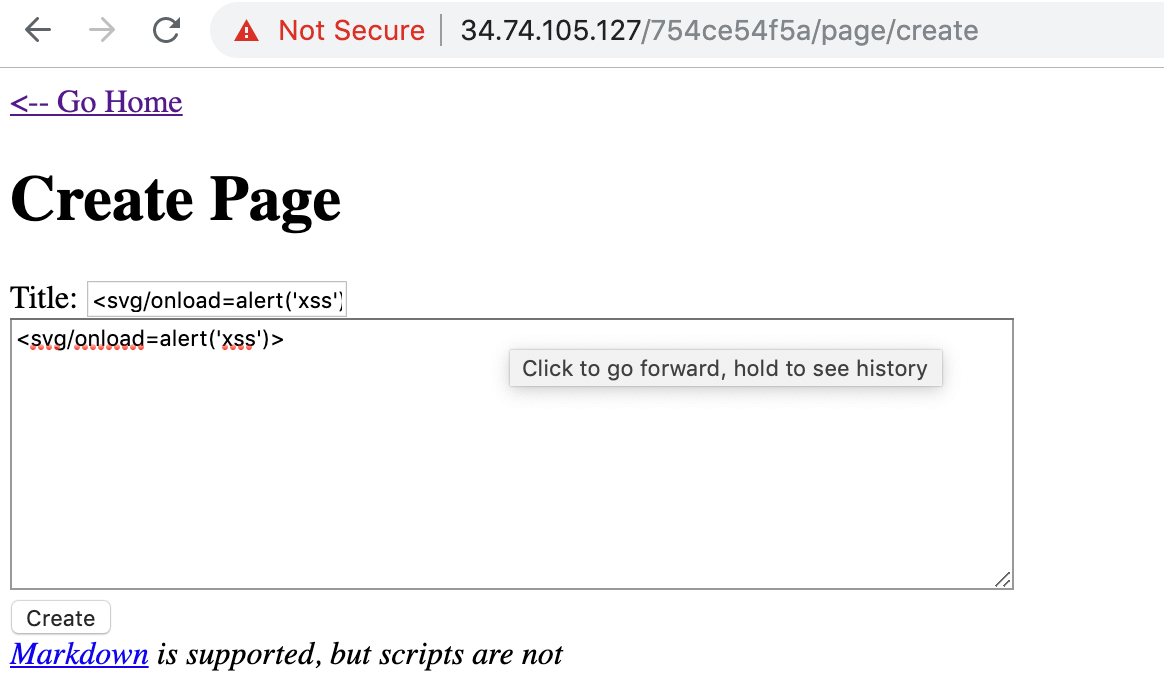 Not Secure | 34.74.105.127/754ce54f5a/page/create
<-- Go Home
Create Page
Title: <svg/onload=alert('xss')
<svg/onload=alert('xss')>
Click to go forward, hold to see history
Create
Markdown is supported, but scripts are not